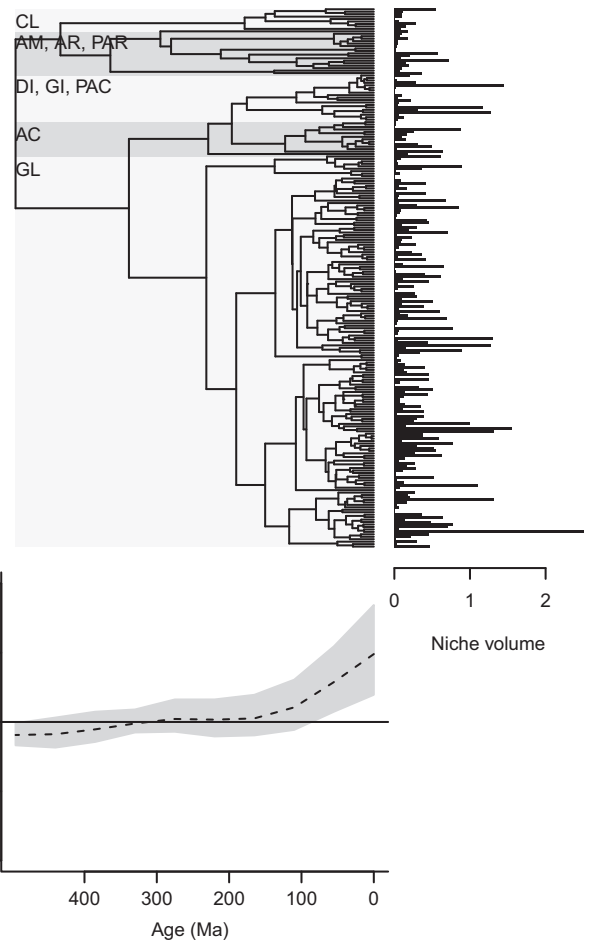 CL
AM, AR, PAR
DI, GI, PAC
AC
GL
0 1 2
Niche volume
400 300 200 100 0
Age (Ma)